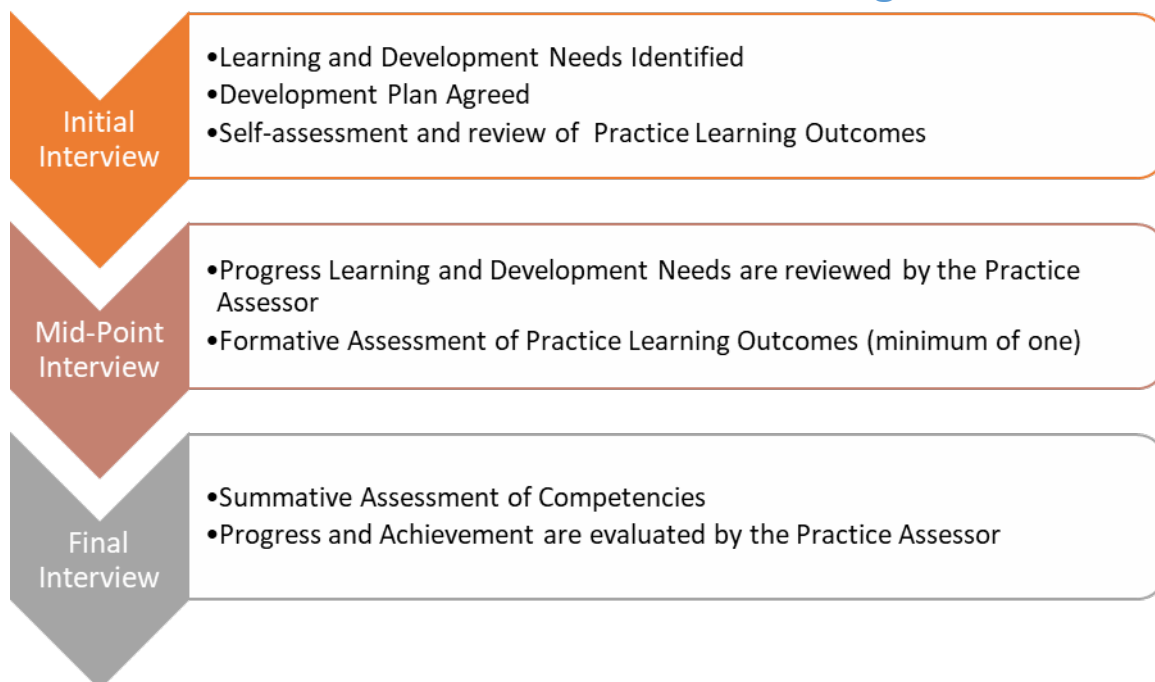 Initial
Interview
•Learning and Development Needs Identified
•Development Plan Agreed
•Self-assessment and review of Practice Learning Outcomes
Mid-Point
Interview
•Progress Learning and Development Needs are reviewed by the Practice
Assessor
•Formative Assessment of Practice Learning Outcomes (minimum of one)
Final
Interview
•Summative Assessment of Competencies
•Progress and Achievement are evaluated by the Practice Assessor